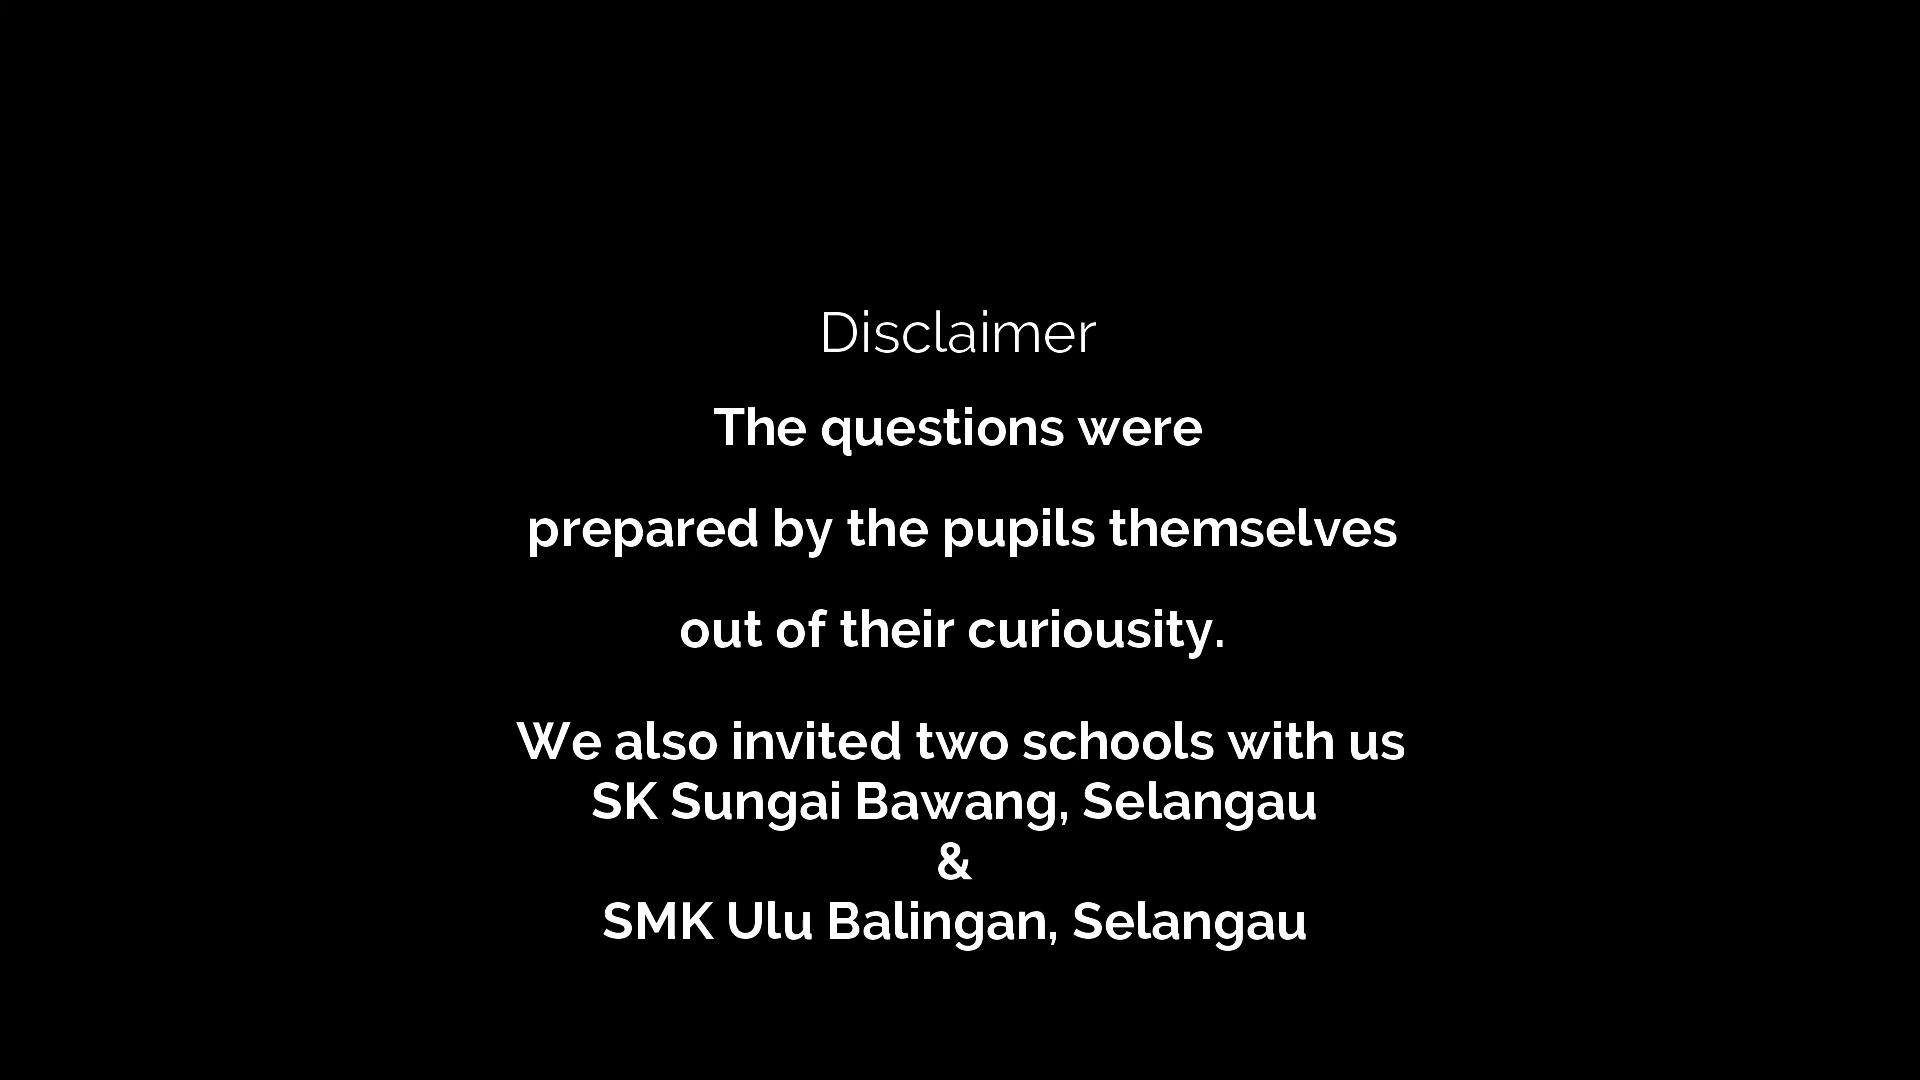 Disclaimer
The questions were
prepared by the pupils themselves
out of their curiousity.
We also invited two schools with us
SK Sungai Bawang, Selangau
&
SMK Ulu Balingan, Selangau